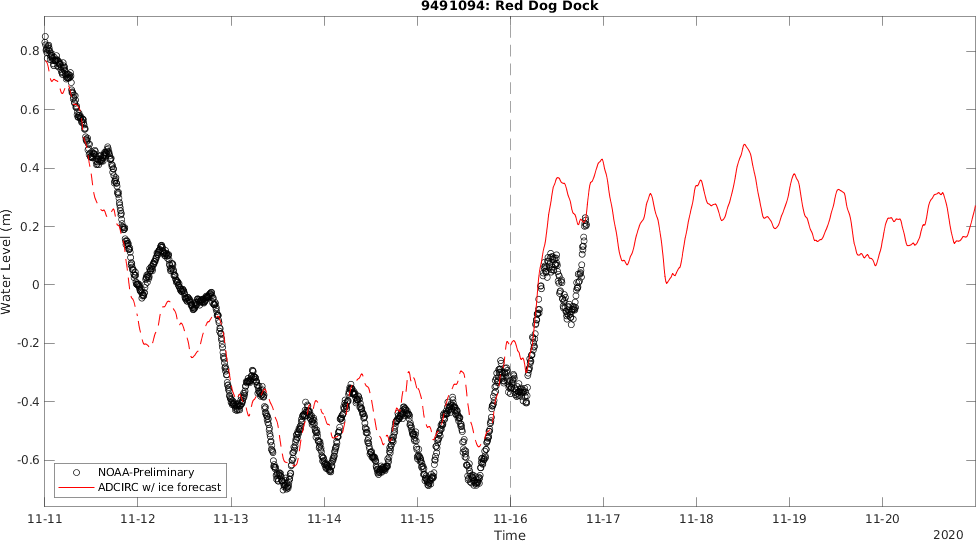 9491094: Red Dog Dock
0.8
0.6
0.4
0.2
0
-0.2
-0.4
-0.6
Water Level (m)
NOAA-Preliminary
ADCIRC w/ ice forecast
11-11 11-12 11-13 11-14 11-15 11-16 11-17 11-18 11-19 11-20
Time
2020